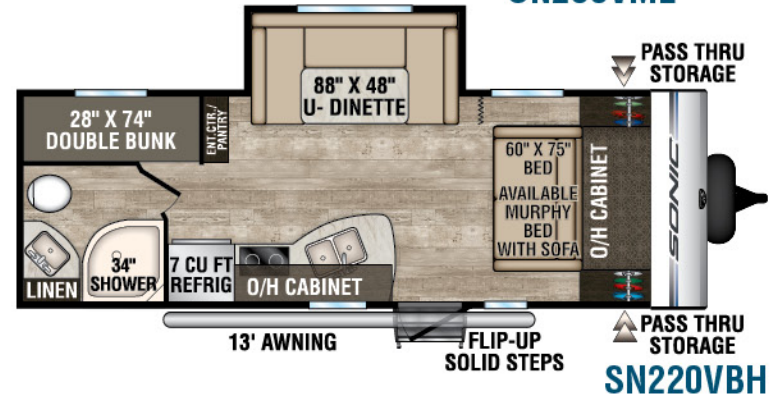 PASS THRU
STORAGE
88" X 48"
U- DINETTE
28" X 74"
DOUBLE BUNK
ENT.CTR./
PANTRY
60" X 75"
BED
AVAILABLE
MURPHY
BED
WITH SOFA
O/H CABINET
SONIC
LINEN
34"
SHOWER
7 CU FT
REFRIG
O/H CABINET
13' AWNING
FLIP-UP
SOLID STEPS
PASS THRU
STORAGE
SN220VBH